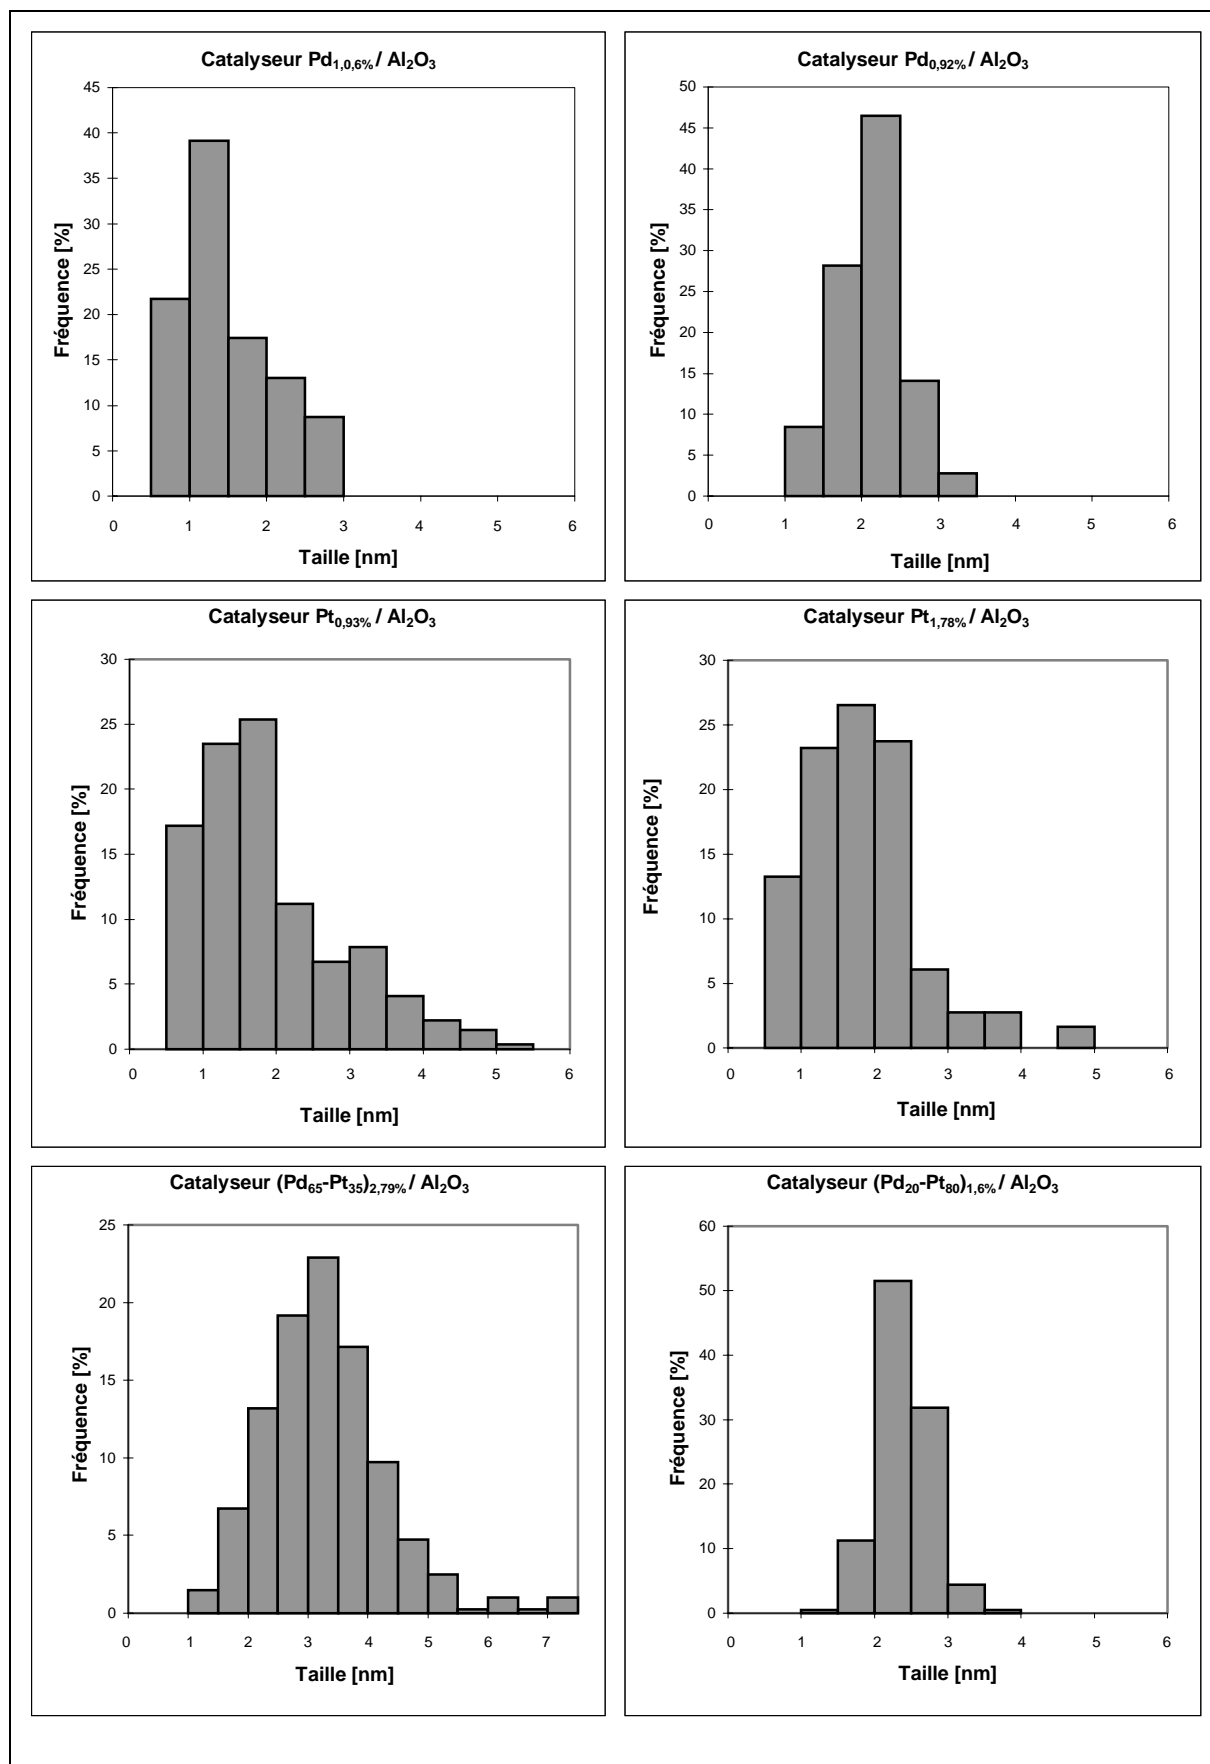 Catalyseur Pd1,0,6% / Al2O3
45
40
35
30
25
20
15
10
5
0
Fréquence [%]
0 1 2 3 4 5 6
Taille [nm]
Catalyseur Pd0,92% / Al2O3
50
45
40
35
30
25
20
15
10
5
0
Fréquence [%]
0 1 2 3 4 5 6
Taille [nm]
Catalyseur Pt0,93% / Al2O3
30
25
20
15
10
5
0
Fréquence [%]
0 1 2 3 4 5 6
Taille [nm]
Catalyseur Pt1,78% / Al2O3
30
25
20
15
10
5
0
Fréquence [%]
0 1 2 3 4 5 6
Taille [nm]
Catalyseur (Pd65-Pt35)2,79% / Al2O3
25
20
15
10
5
0
Fréquence [%]
0 1 2 3 4 5 6 7
Taille [nm]
Catalyseur (Pd20-Pt80)1,6% / Al2O3
60
50
40
30
20
10
0
Fréquence [%]
0 1 2 3 4 5 6
Taille [nm]